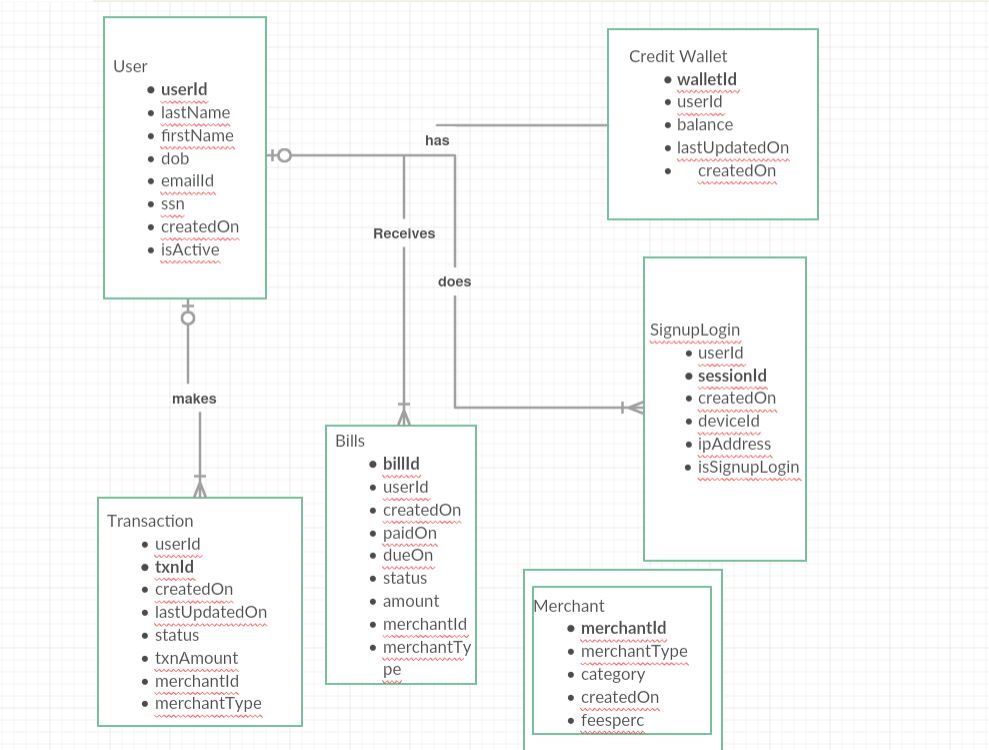 User
userId
lastName
firstName
dob
emailId
ssn
createdOn
isActive
Credit Wallet
walletId
userId
balance
lastUpdatedOn
createdOn
has
Receives
does
makes
SignupLogin
userId
sessionId
createdOn
deviceId
ipAddress
isSignupLogin
Transaction
userId
txnId
createdOn
lastUpdatedOn
status
txnAmount
merchantId
merchantType
Bills
billId
userId
createdOn
paidOn
dueOn
status
amount
merchantId
merchantTy
pe
Merchant
merchantId
merchantType
category
createdOn
feesperc